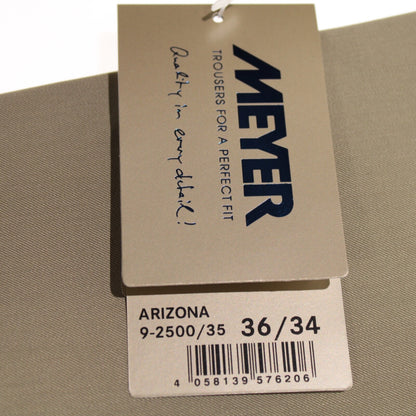 MEYER
TROUSERS FOR A PERFECT FIT
Quality in every detail!
ARIZONA
9-2500/35 36/34
4 058139 576206